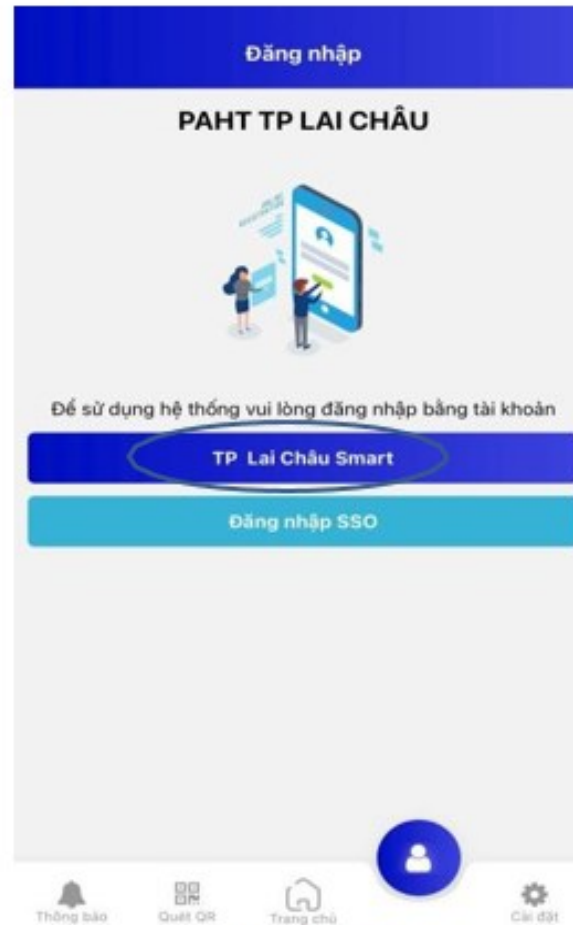 Đăng nhập
PAHT TP LAI CHÂU
Để sử dụng hệ thống vui lòng đăng nhập bằng tài khoản
TP Lai Châu Smart
Đăng nhập SSO
Thông báo
Quét QR
Trang chủ
Cài đặt